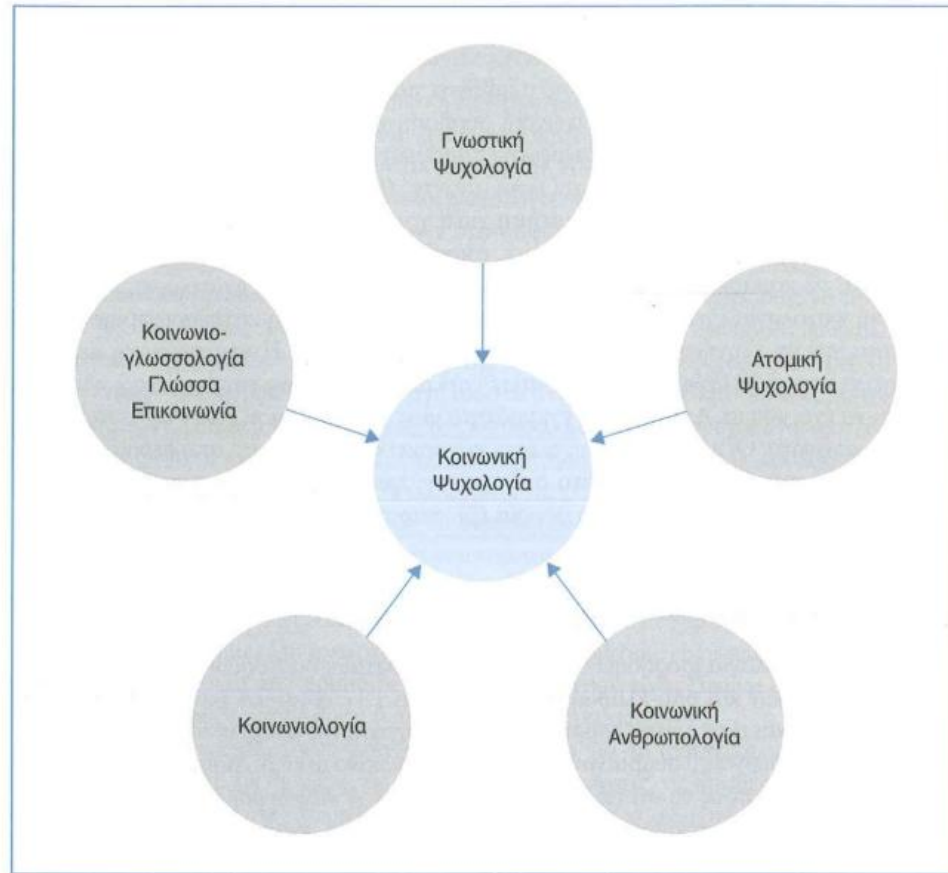 Γνωστική
Ψυχολογία
Κοινωνιο-
γλωσσολογία
Γλώσσα
Επικοινωνία
Ατομική
Ψυχολογία
Κοινωνική
Ψυχολογία
Κοινωνιολογία
Κοινωνική
Ανθρωπολογία